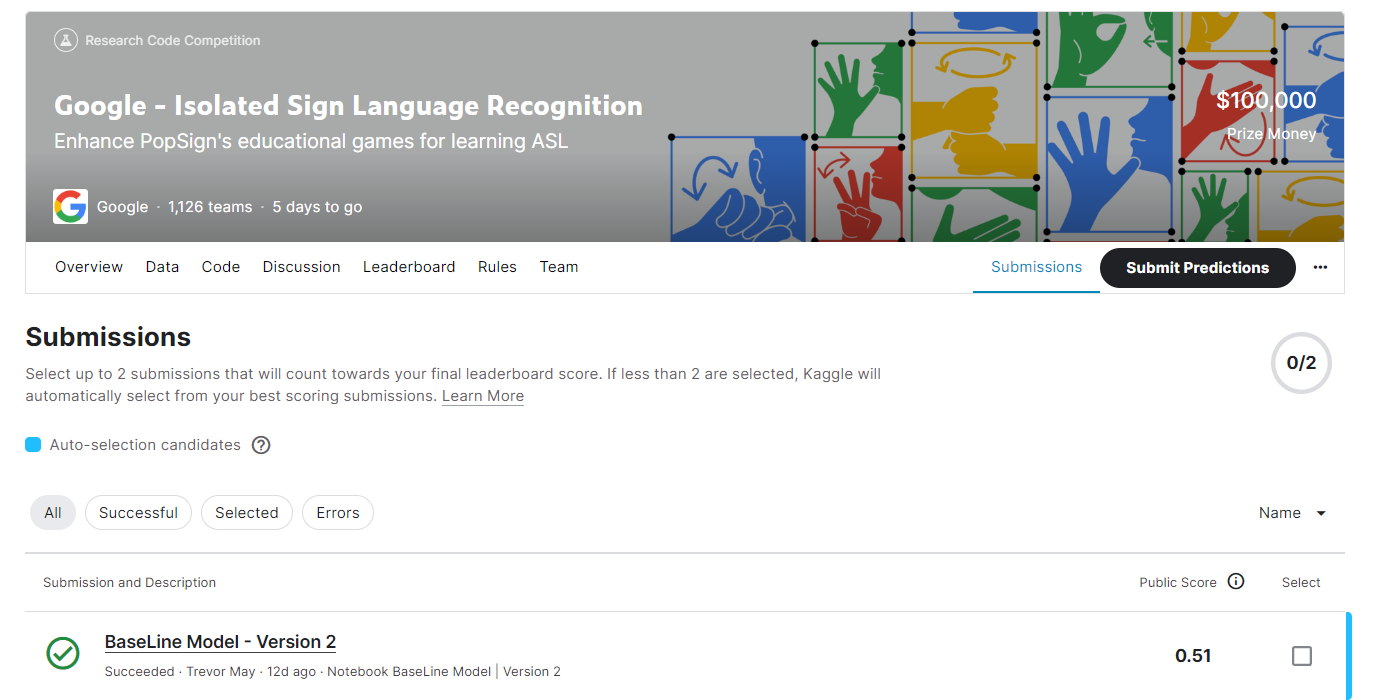 Research Code Competition
Google - Isolated Sign Language Recognition
Enhance PopSign's educational games for learning ASL
$100,000
Prize Money
Google · 1,126 teams · 5 days to go
Overview Data Code Discussion Leaderboard Rules Team Submissions Submit Predictions ...
Submissions
0/2
Select up to 2 submissions that will count towards your final leaderboard score. If less than 2 are selected, Kaggle will
automatically select from your best scoring submissions. Learn More
Auto-selection candidates ?
All Successful Selected Errors Name
Submission and Description Public Score Select
BaseLine Model - Version 2
0.51
Succeeded · Trevor May · 12d ago · Notebook BaseLine Model | Version 2